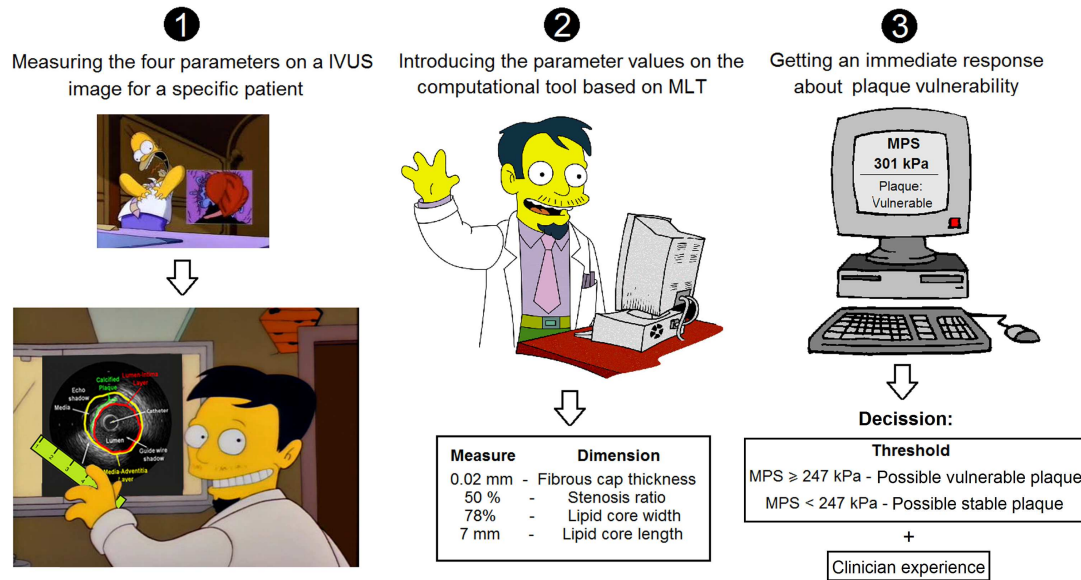 1
Measuring the four parameters on a IVUS
image for a specific patient
Calcified
Plaque
Lumen-Intima
Layer
Echo
shadow
Media
Catheter
Lumen
Guide wire
shadow
Media-Adventitia
Layer
1
2
3
2
Introducing the parameter values on the
computational tool based on MLT
Measure Dimension
0.02 mm - Fibrous cap thickness
50 % - Stenosis ratio
78% - Lipid core width
7 mm - Lipid core length
3
Getting an immediate response
about plaque vulnerability
MPS
301 kPa
Plaque:
Vulnerable
Decission:
Threshold
MPS ⩾ 247 kPa - Possible vulnerable plaque
MPS < 247 kPa - Possible stable plaque
+
Clinician experience